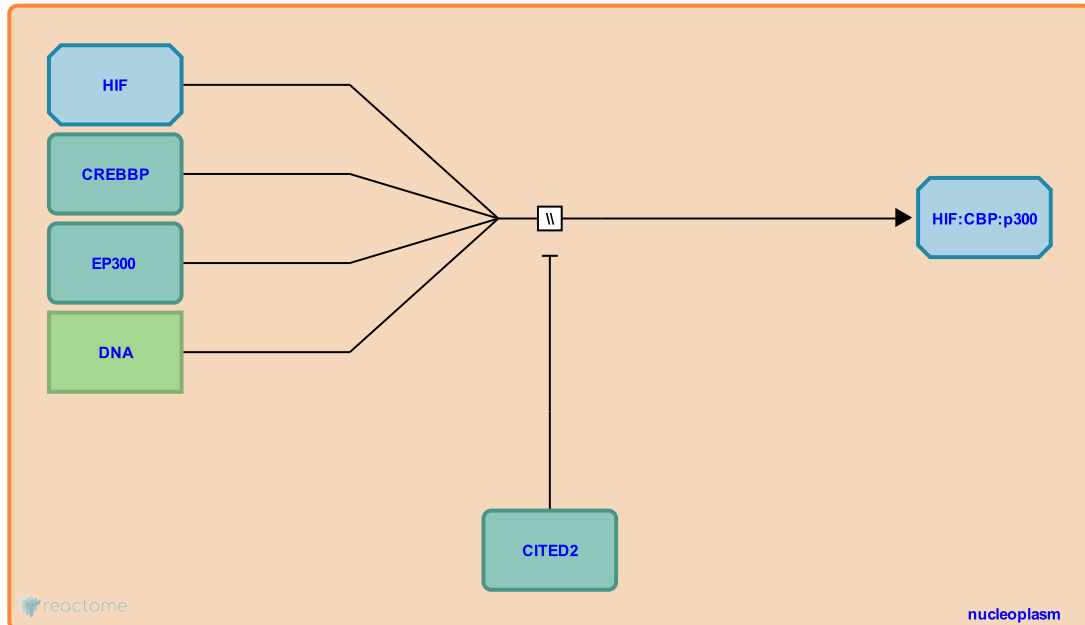 HIF
CREBBP
EP300
DNA
\\
HIF:CBP:p300
CITED2
reactome
nucleoplasm